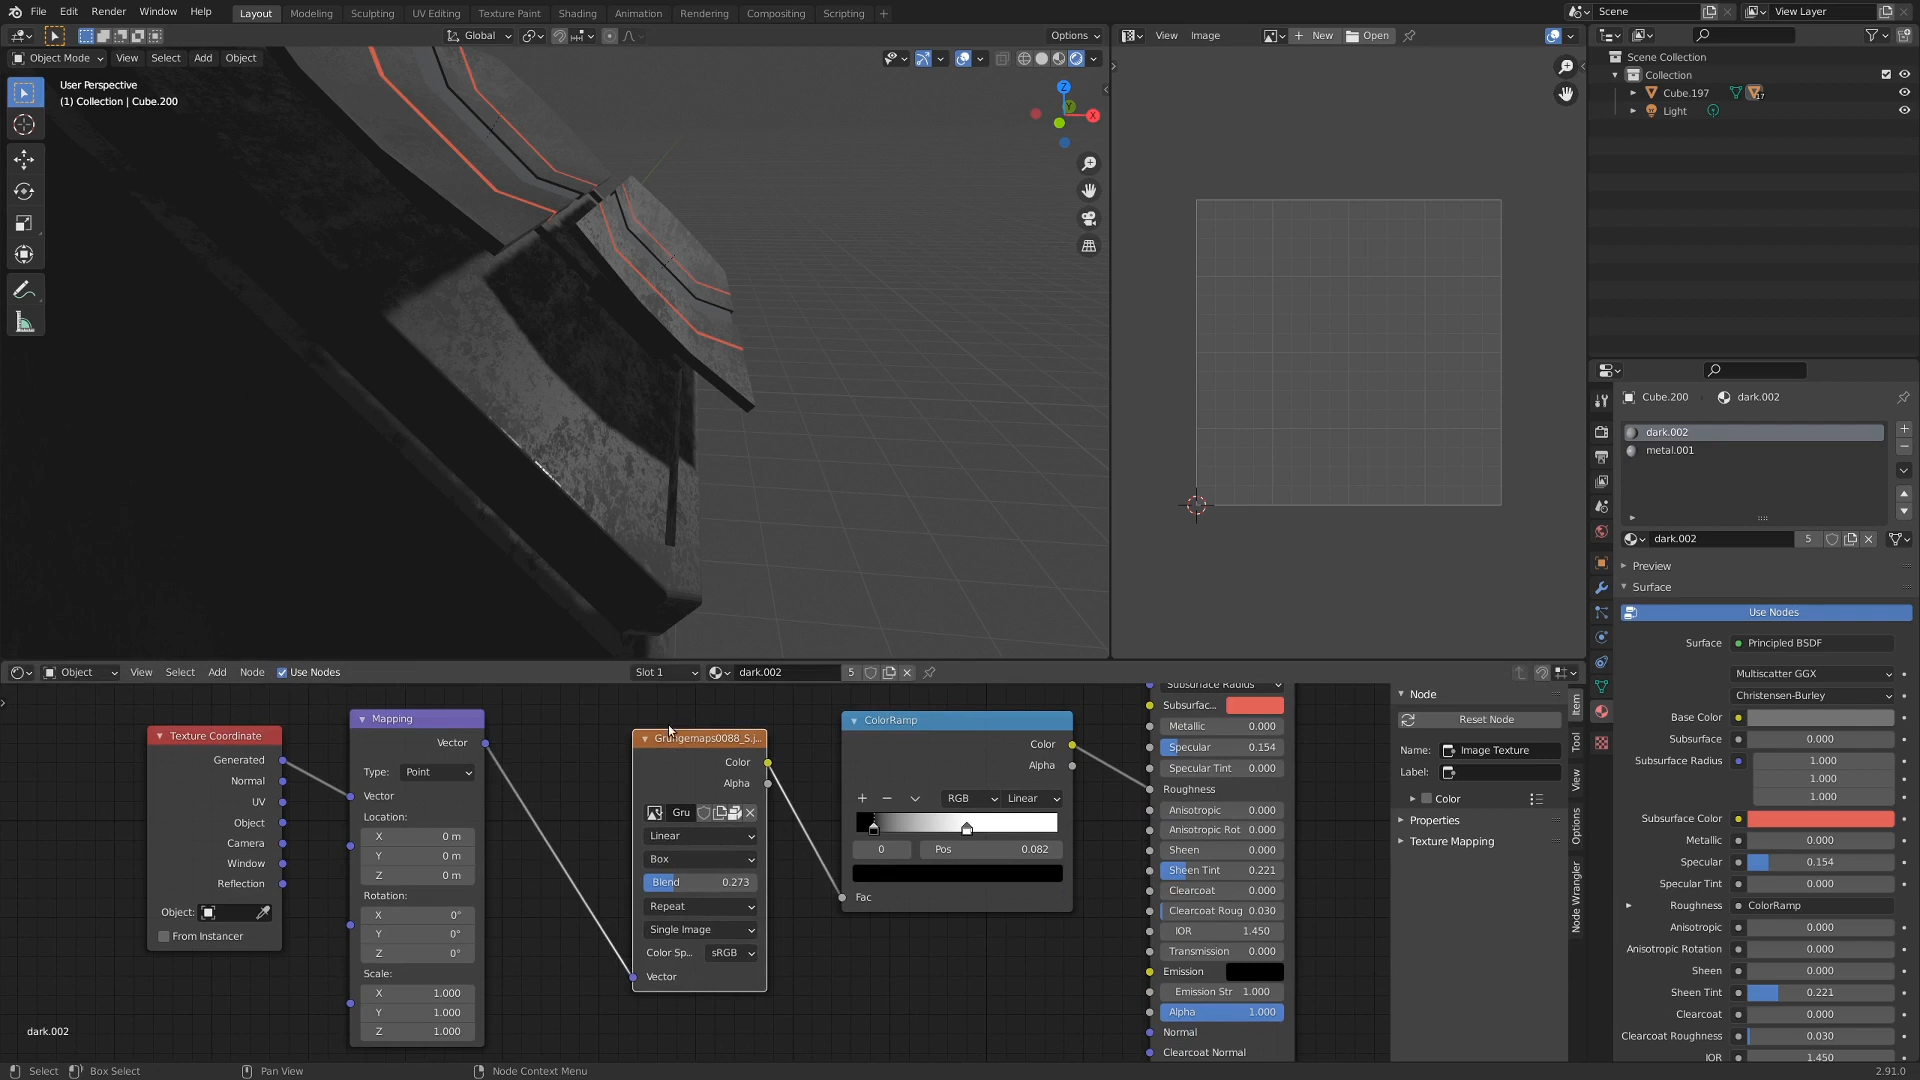 File Edit Render Window Help Layout Modeling Sculpting UV Editing Texture Paint Shading Animation Rendering Compositing Scripting + Scene View Layer
Global Options View Image New Open
Object Mode View Select Add Object
User Perspective
(1) Collection | Cube.200
Z
Y
X
Scene Collection
Collection
Cube.197 17
Light
Cube.200 dark.002
dark.002
metal.001
dark.002 5
Preview
Surface
Use Nodes
Surface Principled BSDF
Multiscatter GGX
Christensen-Burley
Base Color
Subsurface 0.000
Subsurface Radius 1.000
1.000
1.000
Subsurface Color
Metallic 0.000
Specular 0.154
Specular Tint 0.000
Roughness ColorRamp
Anisotropic 0.000
Anisotropic Rotation 0.000
Sheen 0.000
Sheen Tint 0.221
Clearcoat 0.000
Clearcoat Roughness 0.030
IOR 1.450
Object View Select Add Node Use Nodes Slot 1 dark.002 5
Texture Coordinate
Generated
Normal
UV
Object
Camera
Window
Reflection
Object:
From Instancer
Mapping
Vector
Type: Point
Vector
Location:
X 0 m
Y 0 m
Z 0 m
Rotation:
X 0°
Y 0°
Z 0°
Scale:
X 1.000
Y 1.000
Z 1.000
Grungemaps0088_S.j...
Color
Alpha
Gru
Linear
Box
Blend 0.273
Repeat
Single Image
Color Sp... sRGB
Vector
ColorRamp
Color
Alpha
RGB Linear
0 Pos 0.082
Fac
Subsurface Radius
Subsurfac...
Metallic 0.000
Specular 0.154
Specular Tint 0.000
Roughness
Anisotropic 0.000
Anisotropic Rot 0.000
Sheen 0.000
Sheen Tint 0.221
Clearcoat 0.000
Clearcoat Roug 0.030
IOR 1.450
Transmission 0.000
Emission
Emission Str 1.000
Alpha 1.000
Normal
Clearcoat Normal
Node
Reset Node
Name: Image Texture
Label:
Color
Properties
Texture Mapping
Item
Tool
View
Options
Node Wrangler
dark.002
Select Box Select Pan View Node Context Menu 2.91.0